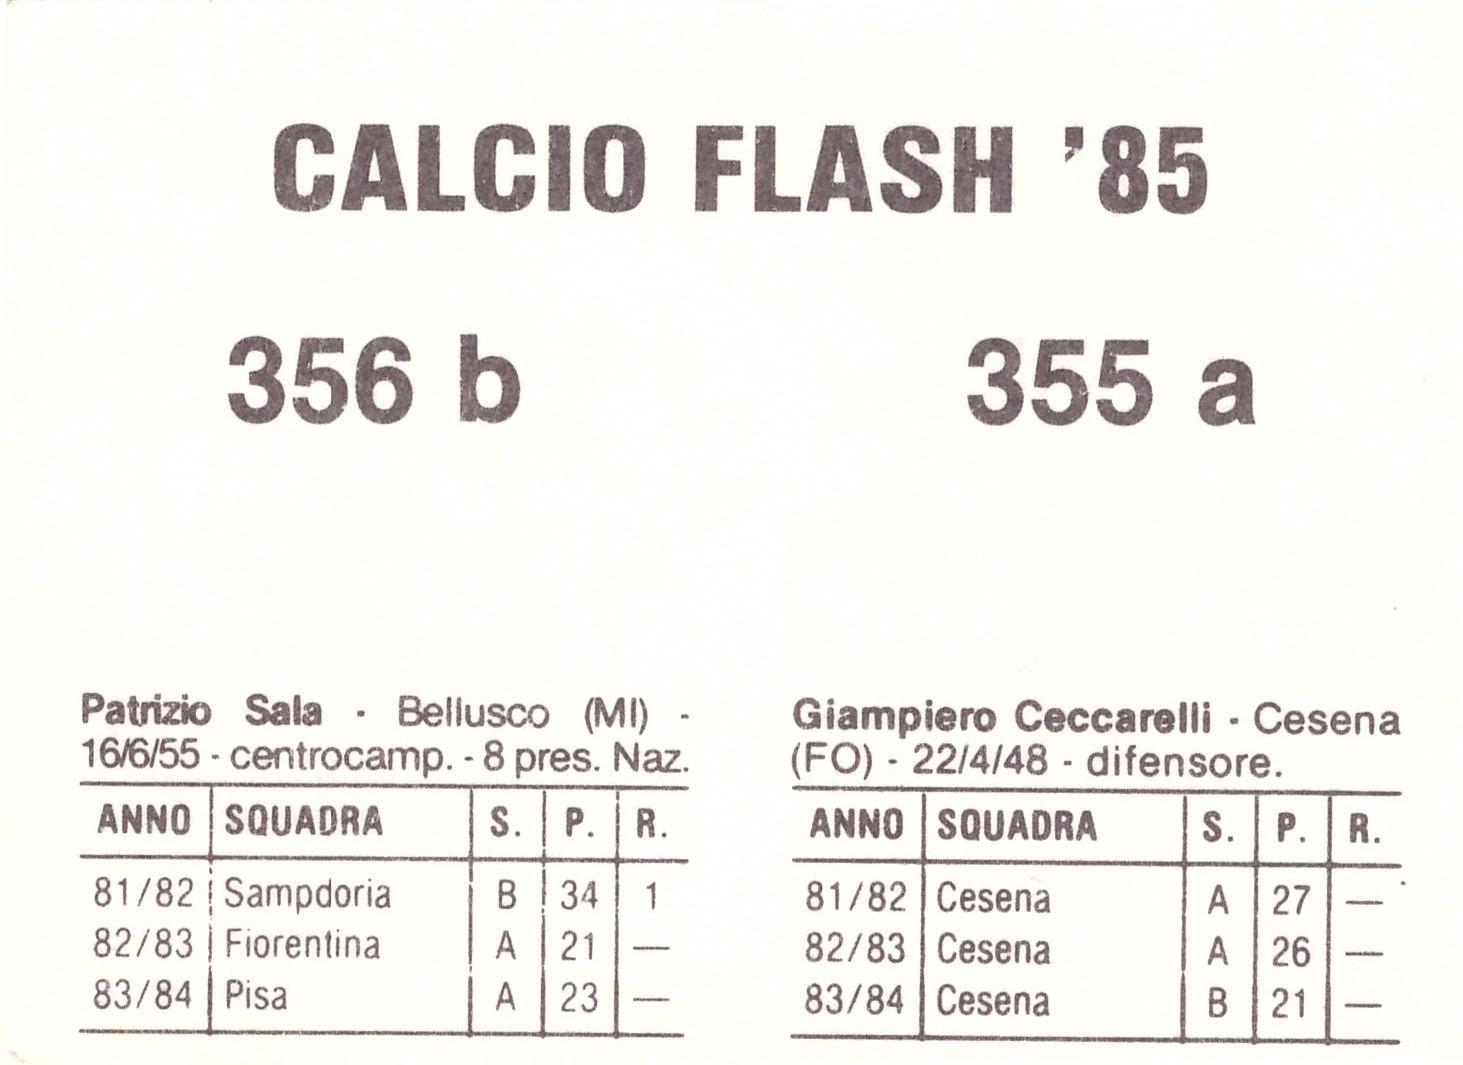 CALCIO FLASH '85
356 b
355 a
Patrizio Sala - Bellusco (MI) -
16/6/55 - centrocamp. - 8 pres. Naz.
ANNO SQUADRA S. P. R.
81/82 Sampdoria B 34 1
82/83 Fiorentina A 21 —
83/84 Pisa A 23 —
Giampiero Ceccarelli - Cesena
(FO) - 22/4/48 - difensore.
ANNO SQUADRA S. P. R.
81/82 Cesena A 27 —
82/83 Cesena A 26 —
83/84 Cesena B 21 —